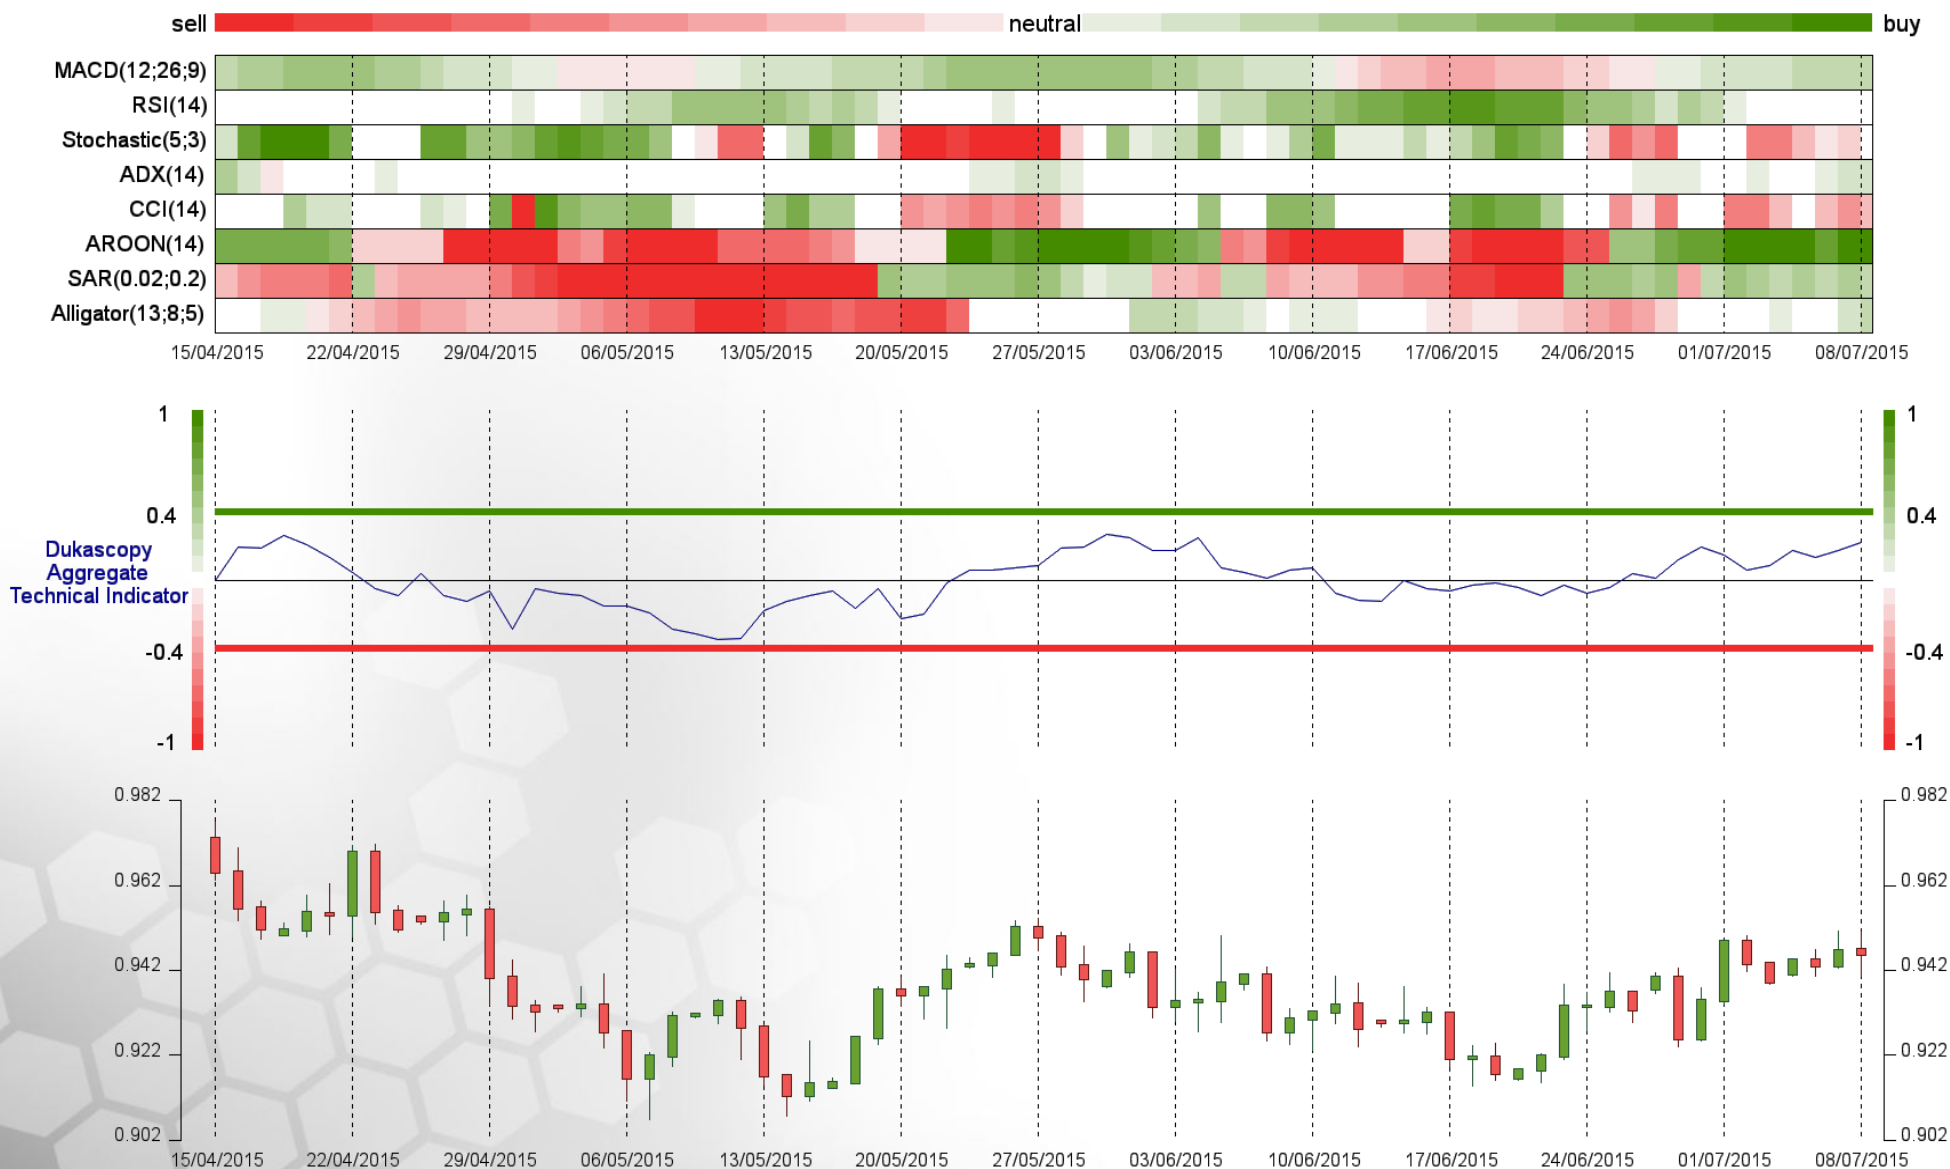 sell neutral buy
MACD(12;26;9)
RSI(14)
Stochastic(5;3)
ADX(14)
CCI(14)
AROON(14)
SAR(0.02;0.2)
Alligator(13;8;5)
15/04/2015 22/04/2015 29/04/2015 06/05/2015 13/05/2015 20/05/2015 27/05/2015 03/06/2015 10/06/2015 17/06/2015 24/06/2015 01/07/2015 08/07/2015
1 1
0.4 0.4
Dukascopy
Aggregate
Technical Indicator
-0.4 -0.4
-1 -1
0.982 0.982
0.962 0.962
0.942 0.942
0.922 0.922
0.902 0.902
15/04/2015 22/04/2015 29/04/2015 06/05/2015 13/05/2015 20/05/2015 27/05/2015 03/06/2015 10/06/2015 17/06/2015 24/06/2015 01/07/2015 08/07/2015